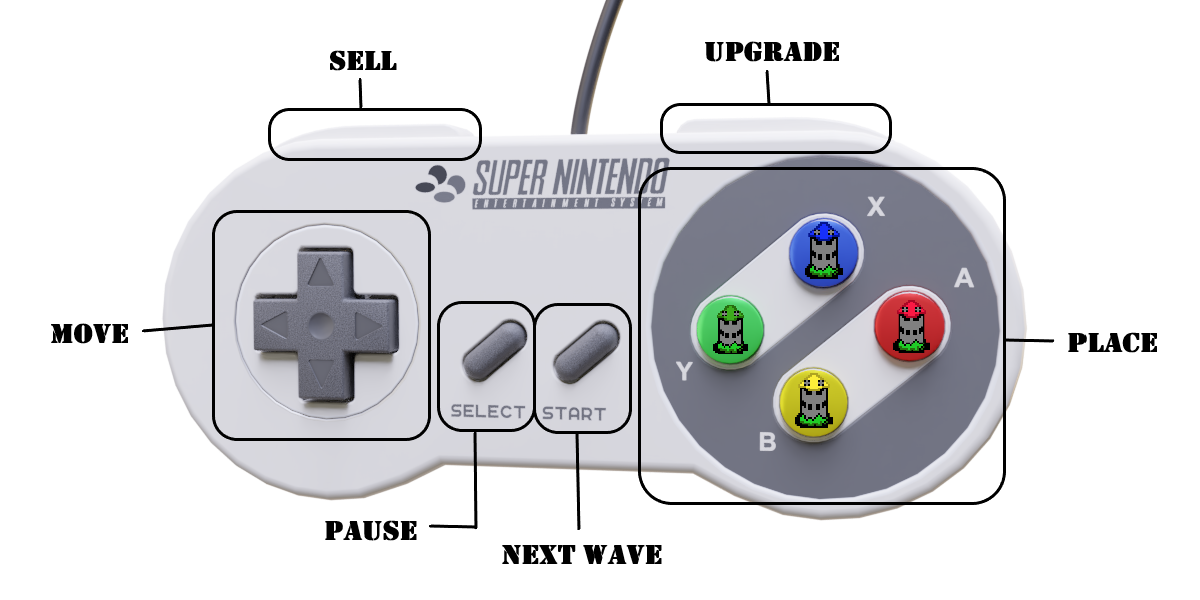 SELL
UPGRADE
SUPER NINTENDO
ENTERTAINMENT SYSTEM
X
A
MOVE
PLACE
Y
SELECT
START
B
PAUSE
NEXT WAVE